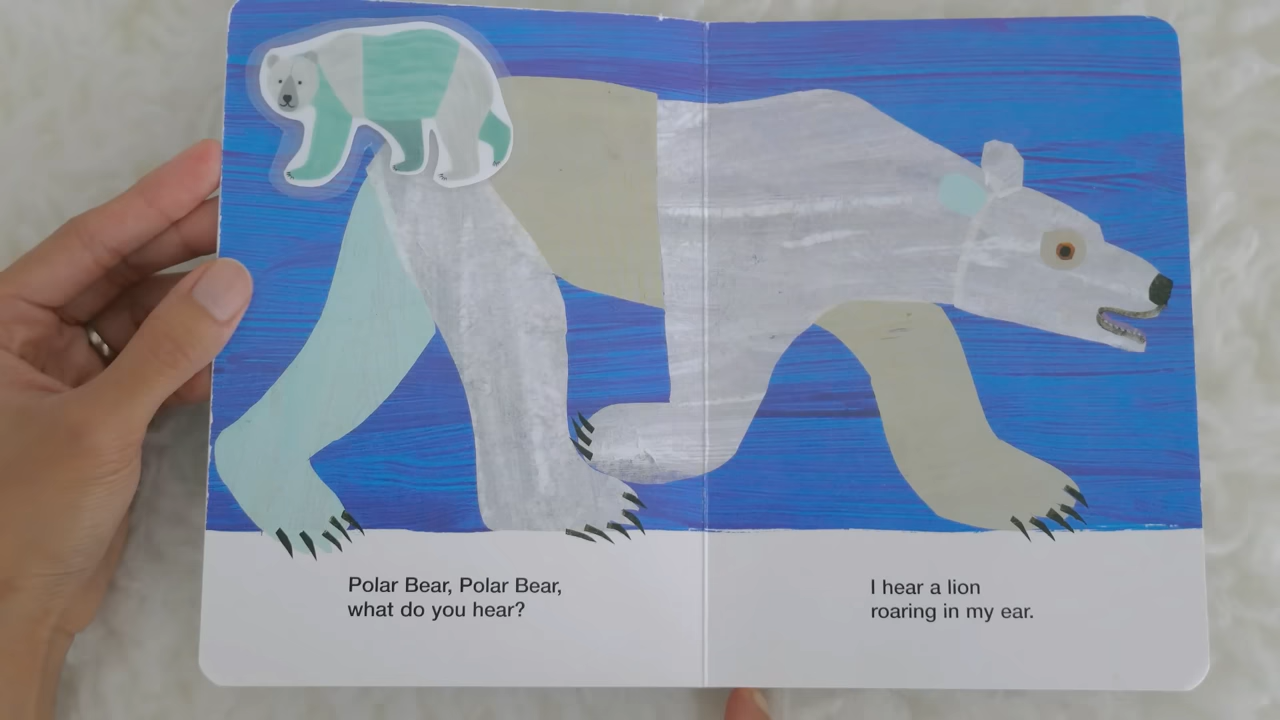 Polar Bear, Polar Bear,
what do you hear?
I hear a lion
roaring in my ear.